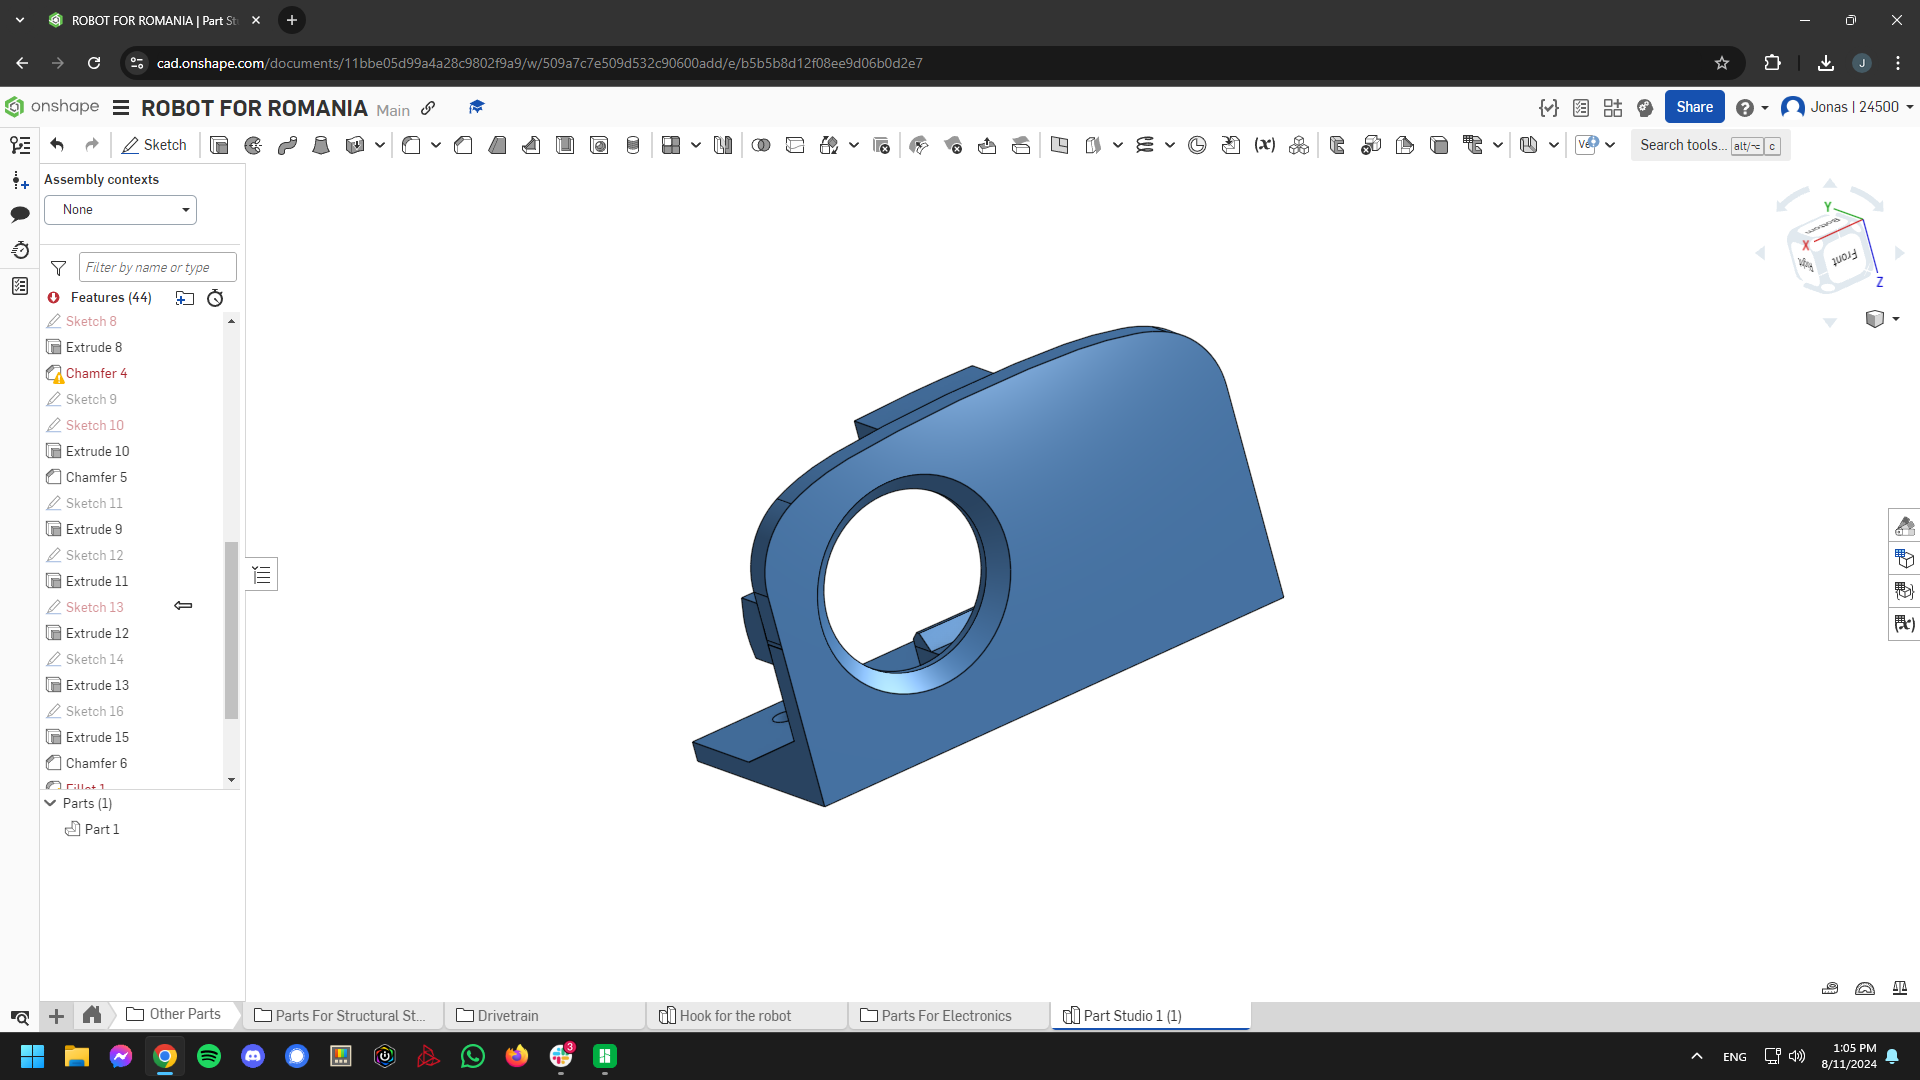 ROBOT FOR ROMANIA | Part St
cad.onshape.com/documents/11bbe05d99a4a28c9802f9a9/w/509a7c7e509d532c90600add/e/b5b5b8d12f08ee9d06b0d2e7
J
onshape
ROBOT FOR ROMANIA Main
Share
Jonas | 24500
Sketch
Search tools... alt/⌥ c
Assembly contexts
None
Filter by name or type
Features (44)
Sketch 8
Extrude 8
Chamfer 4
Sketch 9
Sketch 10
Extrude 10
Chamfer 5
Sketch 11
Extrude 9
Sketch 12
Extrude 11
Sketch 13
Extrude 12
Sketch 14
Extrude 13
Sketch 16
Extrude 15
Chamfer 6
Fillet 1
Parts (1)
Part 1
Y
Bottom
X
Front
Right
Z
Other Parts
Parts For Structural St...
Drivetrain
Hook for the robot
Parts For Electronics
Part Studio 1 (1)
3
ENG
1:05 PM
8/11/2024